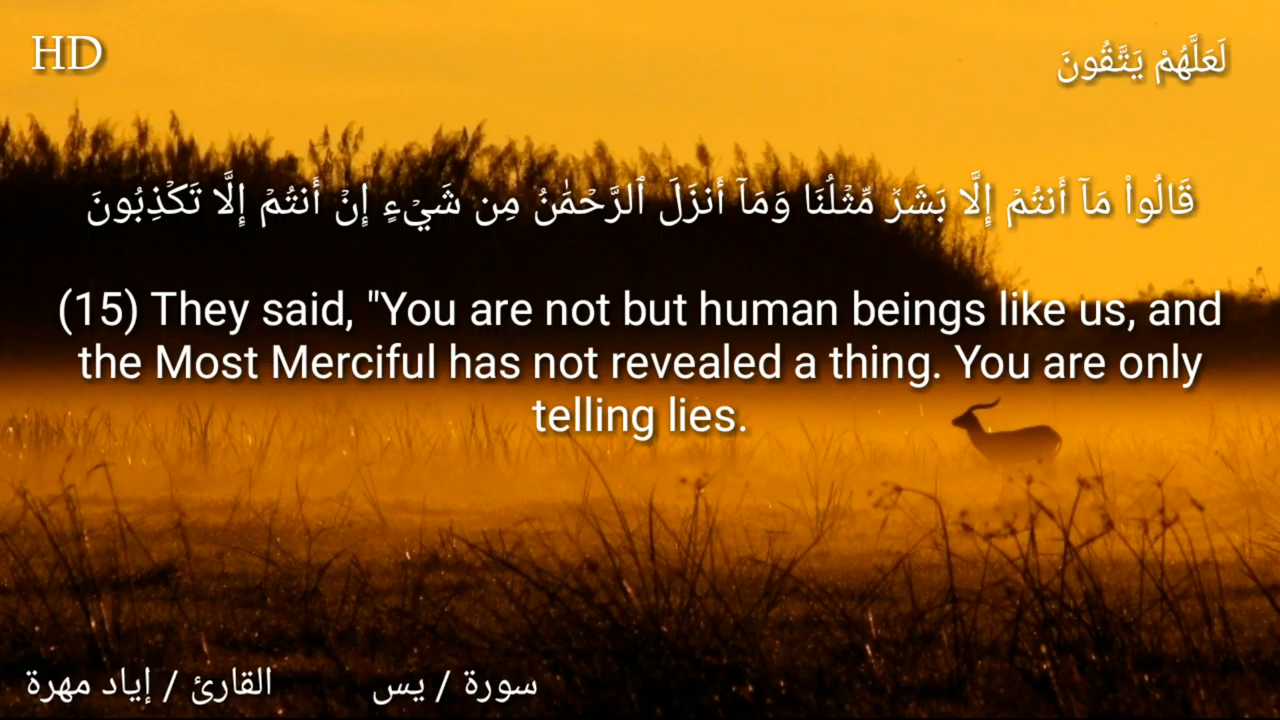 HD
لَعَلَّهُمْ يَتَّقُونَ
قَالُوا۟ مَآ أَنتُمْ إِلَّا بَشَرٌ مِّثْلُنَا وَمَآ أَنزَلَ ٱلرَّحْمَٰنُ مِن شَىْءٍ إِنْ أَنتُمْ إِلَّا تَكْذِبُونَ
(15) They said, "You are not but human beings like us, and
the Most Merciful has not revealed a thing. You are only
telling lies.
سورة / يس
القارئ / إياد مهرة